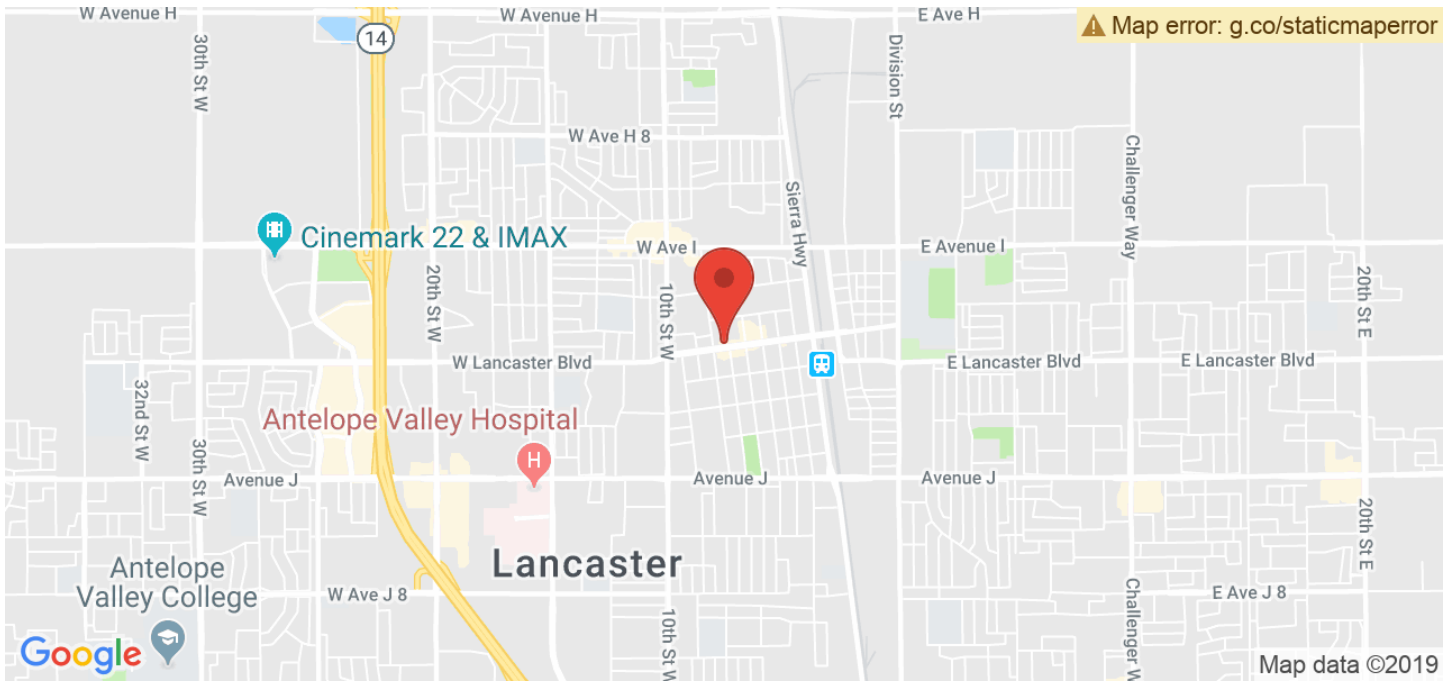 W Avenue H
W Avenue H
E Ave H
Map error: g.co/staticmaperror
14
30th St W
Division St
W Ave H 8
Challenger Way
Sierra Hwy
Cinemark 22 & IMAX
W Ave I
E Avenue I
20th St W
10th St W
20th St E
W Lancaster Blvd
E Lancaster Blvd
E Lancaster Blvd
32nd St W
Antelope Valley Hospital
H
30th St W
Avenue J
Avenue J
Avenue J
20th St E
Lancaster
Antelope
Valley College
W Ave J 8
E Ave J 8
10th St W
Challenger W
Google
Map data ©2019